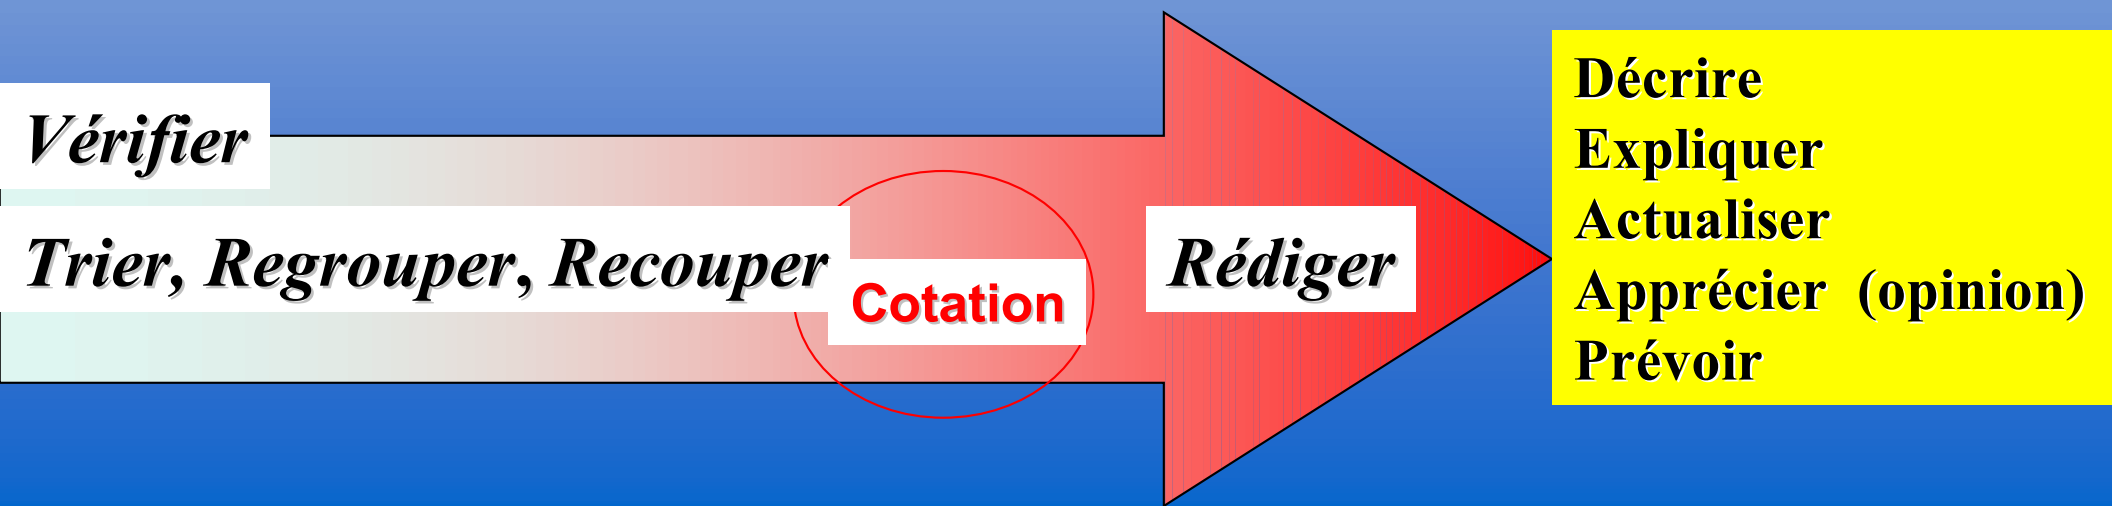 Vérifier
Trier, Regrouper, Recouper
Cotation
Rédiger
Décrire
Expliquer
Actualiser
Apprécier (opinion)
Prévoir